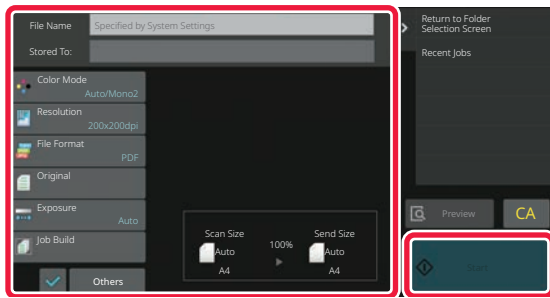 File Name
Specified by System Settings
Stored To:
Color Mode
Auto/Mono2
Resolution
200x200dpi
File Format
PDF
Original
Exposure
Auto
Job Build
Others
Scan Size
Auto
A4
100%
Send Size
Auto
A4
Return to Folder
Selection Screen
Recent Jobs
Preview
CA
Start